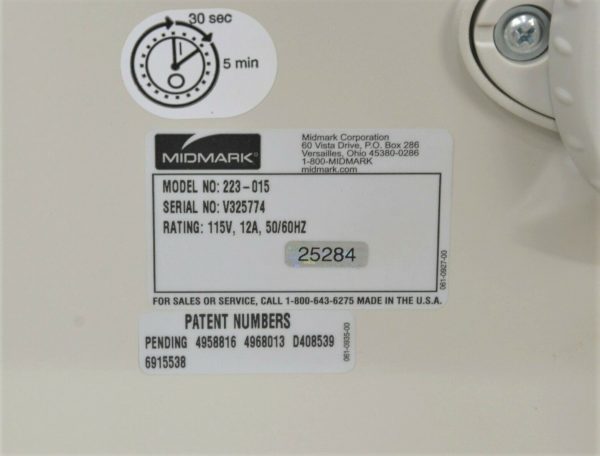 30 sec
5 min
MIDMARK®
Midmark Corporation
60 Vista Drive, P.O. Box 286
Versailles, Ohio 45380-0286
1-800-MIDMARK
midmark.com
MODEL NO: 223-015
SERIAL NO: V325774
RATING: 115V, 12A, 50/60HZ
25284
061-0927-00
FOR SALES OR SERVICE, CALL 1-800-643-6275 MADE IN THE U.S.A.
PATENT NUMBERS
PENDING 4958816 4968013 D408539
6915538
061-0935-00